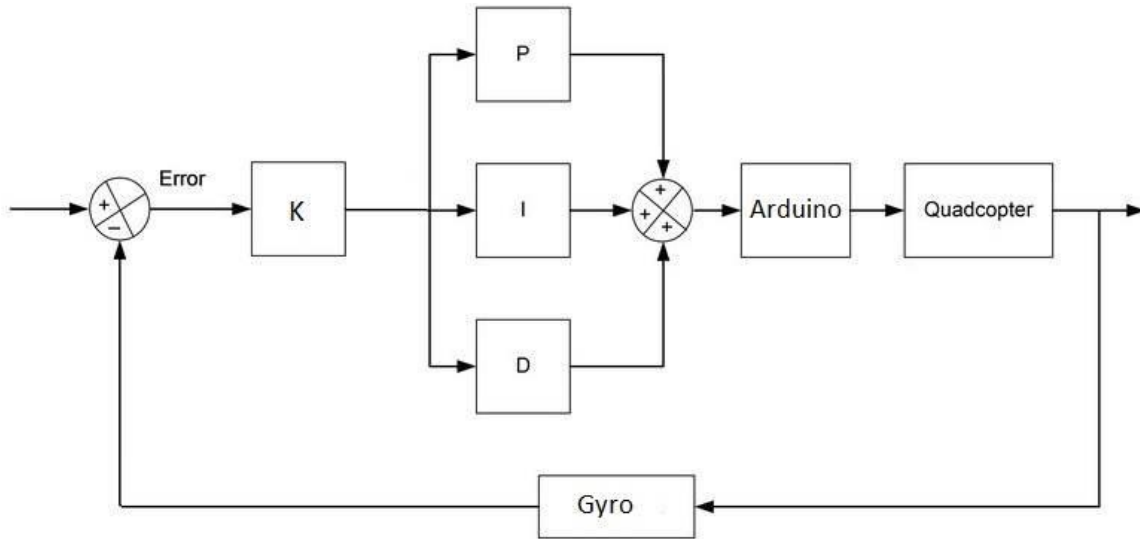 P
Error
+
−
K
I
+
+
+
Arduino
Quadcopter
D
Gyro